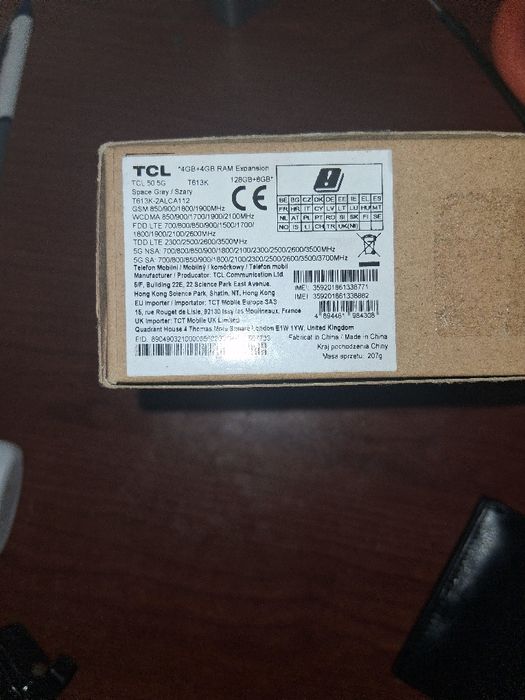 TCL *4GB+4GB RAM Expansion
TCL 50 5G T613K 128GB+8GB*
Space Gray / Szary
T613K-2ALCA112
GSM 850/900/1800/1900MHz
WCDMA 850/900/1700/1900/2100MHz
FDD LTE 700/800/850/900/1500/1700/
1800/1900/2100/2600MHz
TDD LTE 2300/2500/2600/3500MHz
5G NSA: 700/800/850/900/1800/2100/2300/2500/2600/3500MHz
5G SA: 700/800/850/900/1800/2100/2300/2500/2600/3500/3700MHz
Telefon Mobilní / Mobilný / komórkowy / Telefon mobil
Manufacturer / Producator: TCL Communication Ltd.
5/F, Building 22E, 22 Science Park East Avenue,
Hong Kong Science Park, Shatin, NT, Hong Kong
EU Importer / Importator: TCT Mobile Europe SAS
15, rue Rouget de Lisle, 92130 Issy les Moulineaux, France
UK Importer: TCT Mobile UK Limited
Quadrant House 4 Thomas More Square London E1W 1YW, United Kingdom
EID:
CE
BE BG CZ DK DE EE IE EL ES
FR HR IT CY LV LT LU HU MT
NL AT PL PT RO SI SK FI SE
NO IS LI CH TR UK(NI)
IMEI
IMEI
4 894461 984308
Fabricat în China / Made in China
Kraj pochodzenia Chiny
Masa sprzętu: 207g